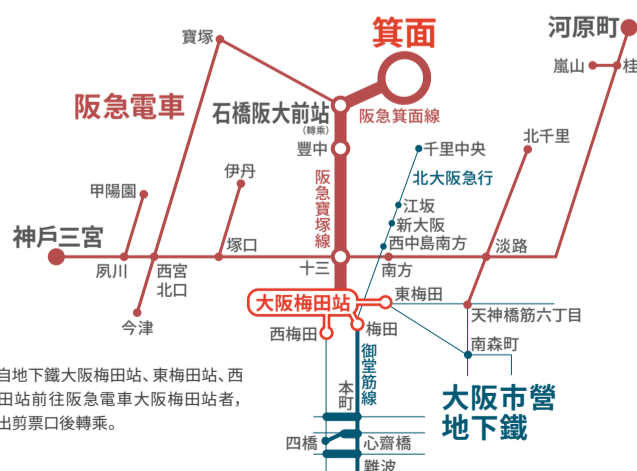 箕面
河原町
寶塚
嵐山
桂
阪急電車
石橋阪大前站
(轉乘)
阪急箕面線
豐中
千里中央
北千里
伊丹
阪急寶塚線
北大阪急行
甲陽園
江坂
新大阪
西中島南方
神戶三宮
淡路
夙川
西宮
北口
塚口
十三
南方
大阪梅田站
東梅田
今津
西梅田
梅田
天神橋筋六丁目
南森町
御堂筋線
自地下鐵大阪梅田站、東梅田站、西
田站前往阪急電車大阪梅田站者，
出剪票口後轉乘。
本町
大阪市營
地下鐵
四橋
心齋橋
難波